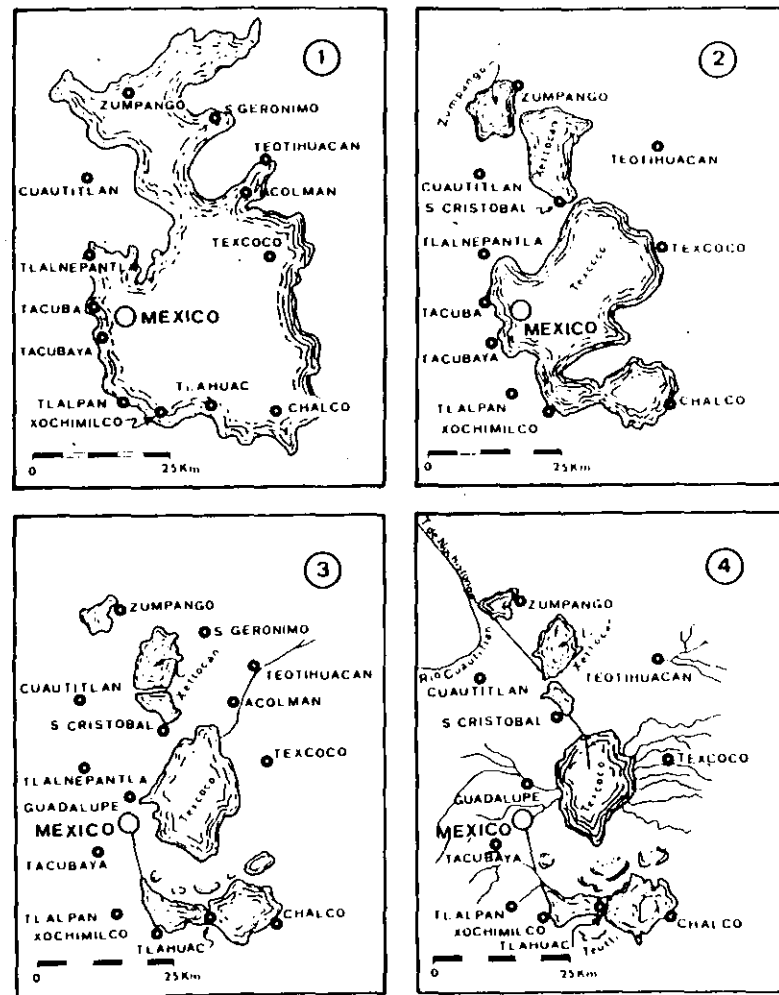 1
ZUMPANGO
S GERONIMO
TEOTIHUACAN
CUAUTITLAN
ACOLMAN
TEXCOCO
TLALNEPANTLA
TACUBA
MEXICO
TACUBAYA
TLAHUAC
TLALPAN
CHALCO
XOCHIMILCO
0 25Km
2
Zumpango
ZUMPANGO
Xaltocan
TEOTIHUACAN
CUAUTITLAN
S CRISTOBAL
TLALNEPANTLA
TEXCOCO
Texcoco
TACUBA
MEXICO
TACUBAYA
TLALPAN
CHALCO
XOCHIMILCO
0 25Km
3
ZUMPANGO
S GERONIMO
Xaltocan
TEOTIHUACAN
CUAUTITLAN
ACOLMAN
S CRISTOBAL
TEXCOCO
TLALNEPANTLA
Texcoco
GUADALUPE
MEXICO
TACUBAYA
TLALPAN
CHALCO
XOCHIMILCO
TLAHUAC
0 25Km
4
T de Nochistongo
ZUMPANGO
Xaltocan
Rio Cuautitlan
TEOTIHUACAN
CUAUTITLAN
S CRISTOBAL
TEXCOCO
Texcoco
GUADALUPE
MEXICO
TACUBAYA
TLALPAN
CHALCO
XOCHIMILCO
TLAHUAC
0 25Km